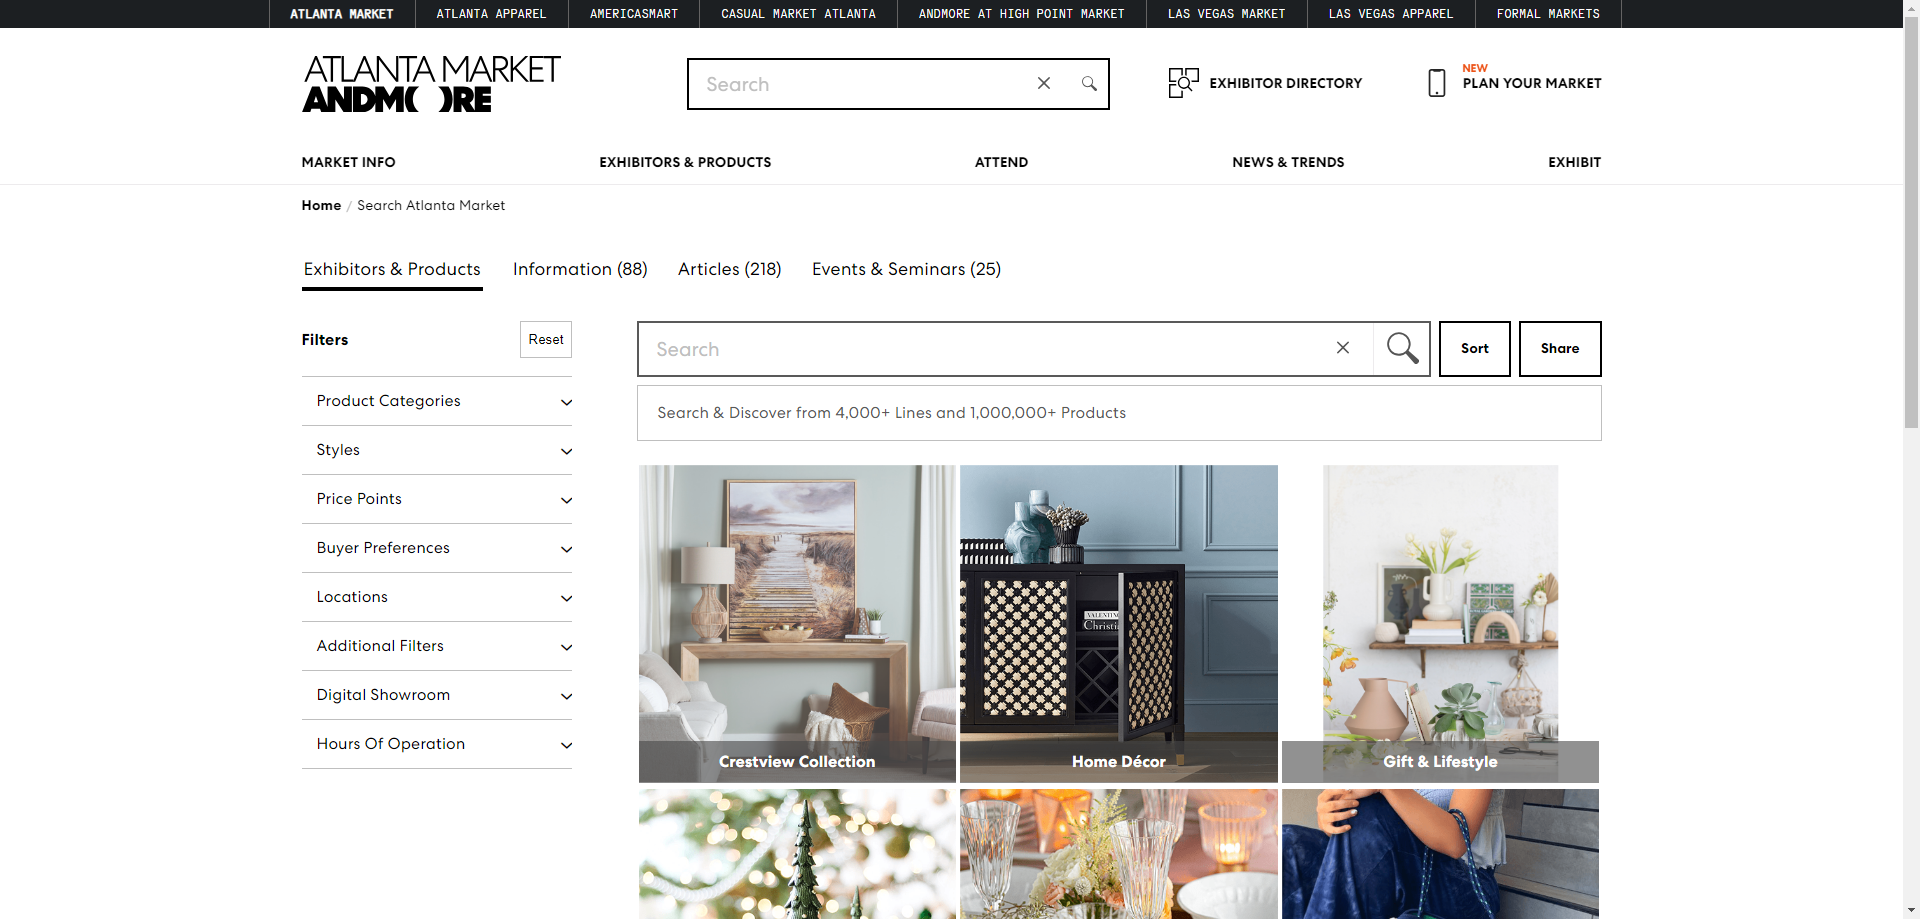 ATLANTA MARKET
ATLANTA APPAREL
AMERICASMART
CASUAL MARKET ATLANTA
ANDMORE AT HIGH POINT MARKET
LAS VEGAS MARKET
LAS VEGAS APPAREL
FORMAL MARKETS
ATLANTA MARKET
ANDMORE
Search
EXHIBITOR DIRECTORY
NEW
PLAN YOUR MARKET
MARKET INFO
EXHIBITORS & PRODUCTS
ATTEND
NEWS & TRENDS
EXHIBIT
Home / Search Atlanta Market
Exhibitors & Products
Information (88)
Articles (218)
Events & Seminars (25)
Filters
Reset
Product Categories
Styles
Price Points
Buyer Preferences
Locations
Additional Filters
Digital Showroom
Hours Of Operation
Search
Sort
Share
Search & Discover from 4,000+ Lines and 1,000,000+ Products
Crestview Collection
VALENTINO
Christi
Home Décor
Gift & Lifestyle